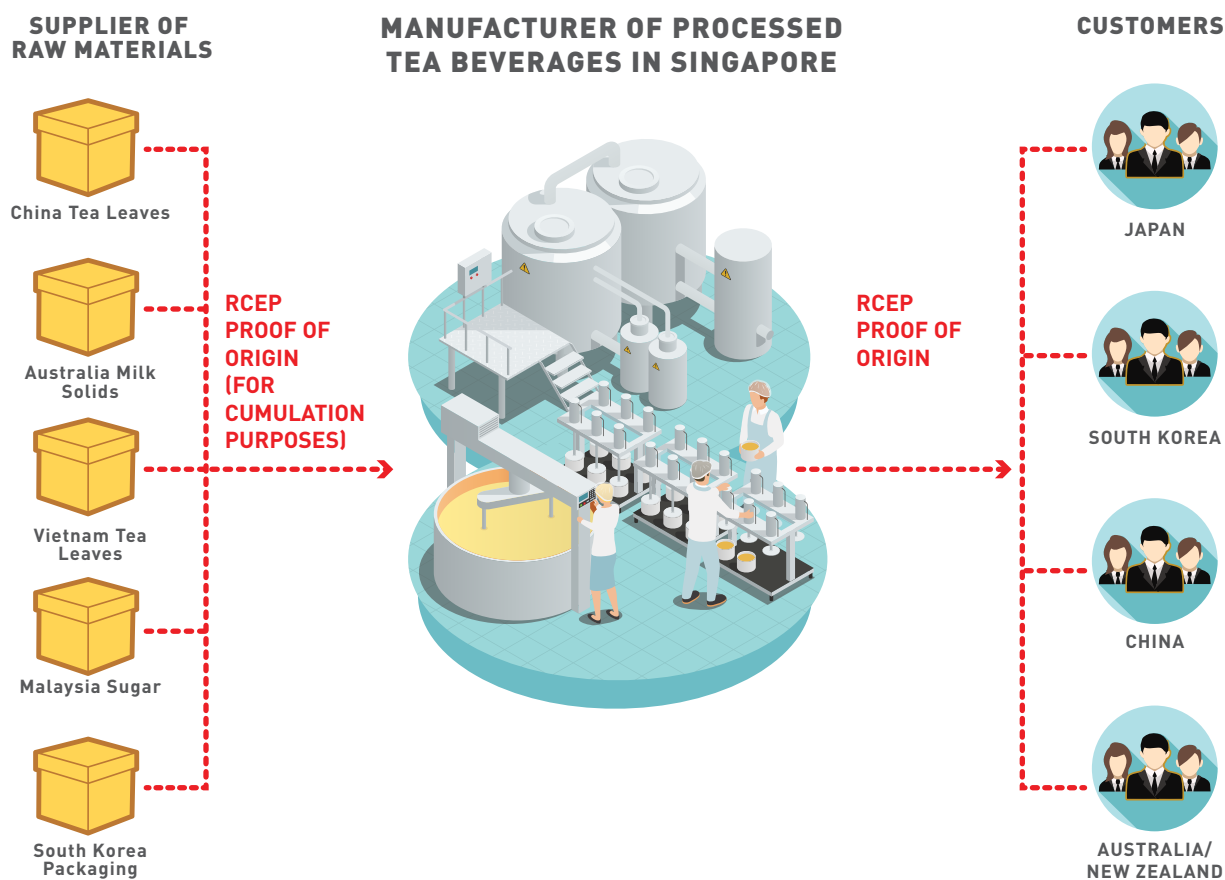 SUPPLIER OF
RAW MATERIALS
MANUFACTURER OF PROCESSED
TEA BEVERAGES IN SINGAPORE
CUSTOMERS
China Tea Leaves
Australia Milk
Solids
Vietnam Tea
Leaves
Malaysia Sugar
South Korea
Packaging
RCEP
PROOF OF
ORIGIN
(FOR
CUMULATION
PURPOSES)
RCEP
PROOF OF
ORIGIN
JAPAN
SOUTH KOREA
CHINA
AUSTRALIA/
NEW ZEALAND